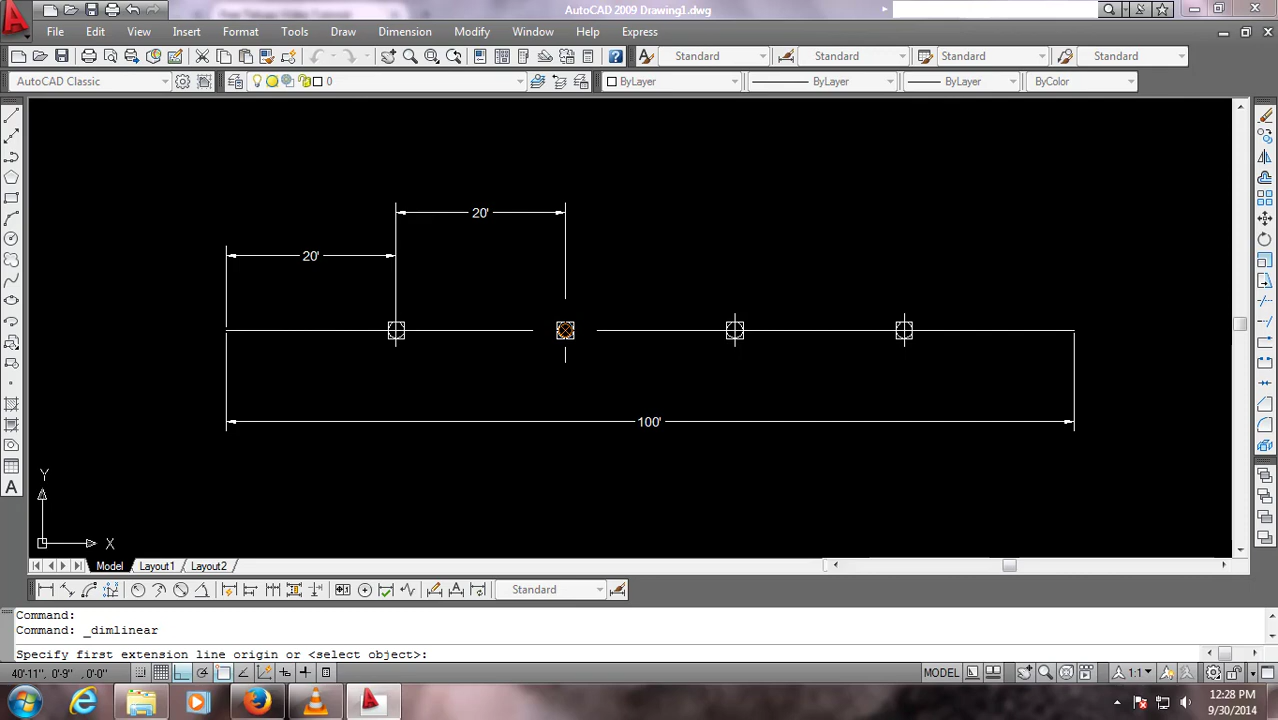 AutoCAD 2009 Drawing1.dwg
File Edit View Insert Format Tools Draw Dimension Modify Window Help Express
Standard Standard Standard Standard
AutoCAD Classic 0 ByLayer ByLayer ByLayer ByColor
20'
20'
100'
Y
X
Model Layout1 Layout2
Standard
Command:
Command: _dimlinear
Specify first extension line origin or <select object>:
40'-11", 0'-9" , 0'-0" MODEL 1:1
12:28 PM
9/30/2014